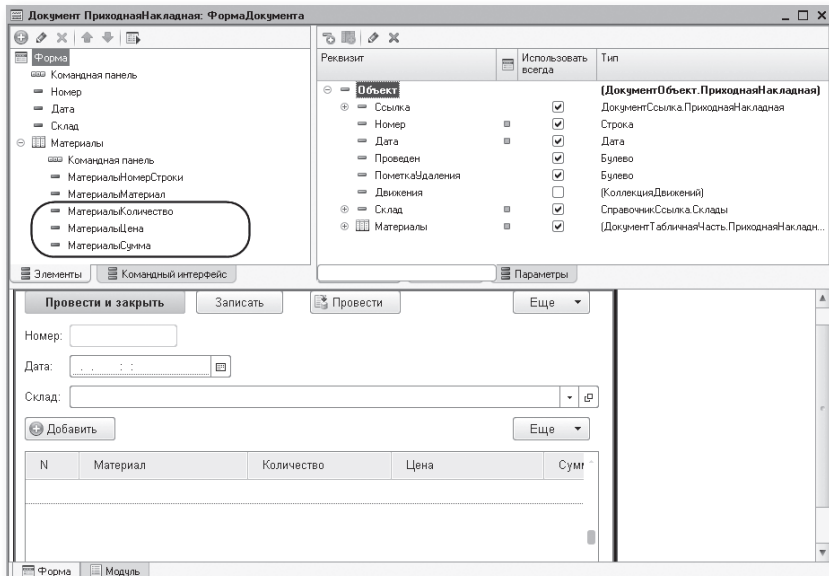 Документ ПриходнаяНакладная: ФормаДокумента
Форма
Командная панель
Номер
Дата
Склад
Материалы
Командная панель
МатериалыНомерСтроки
МатериалыМатериал
МатериалыКоличество
МатериалыЦена
МатериалыСумма
Элементы
Командный интерфейс
Реквизит Использовать всегда Тип
Объект (ДокументОбъект.ПриходнаяНакладная)
Ссылка ДокументСсылка.ПриходнаяНакладная
Номер Строка
Дата Дата
Проведен Булево
ПометкаУдаления Булево
Движения (КоллекцияДвижений)
Склад СправочникСсылка.Склады
Материалы (ДокументТабличнаяЧасть.ПриходнаяНакладн...
Параметры
Провести и закрыть Записать Провести Еще
Номер:
Дата: . . : :
Склад:
Добавить Еще
N Материал Количество Цена Сумм
Форма Модуль